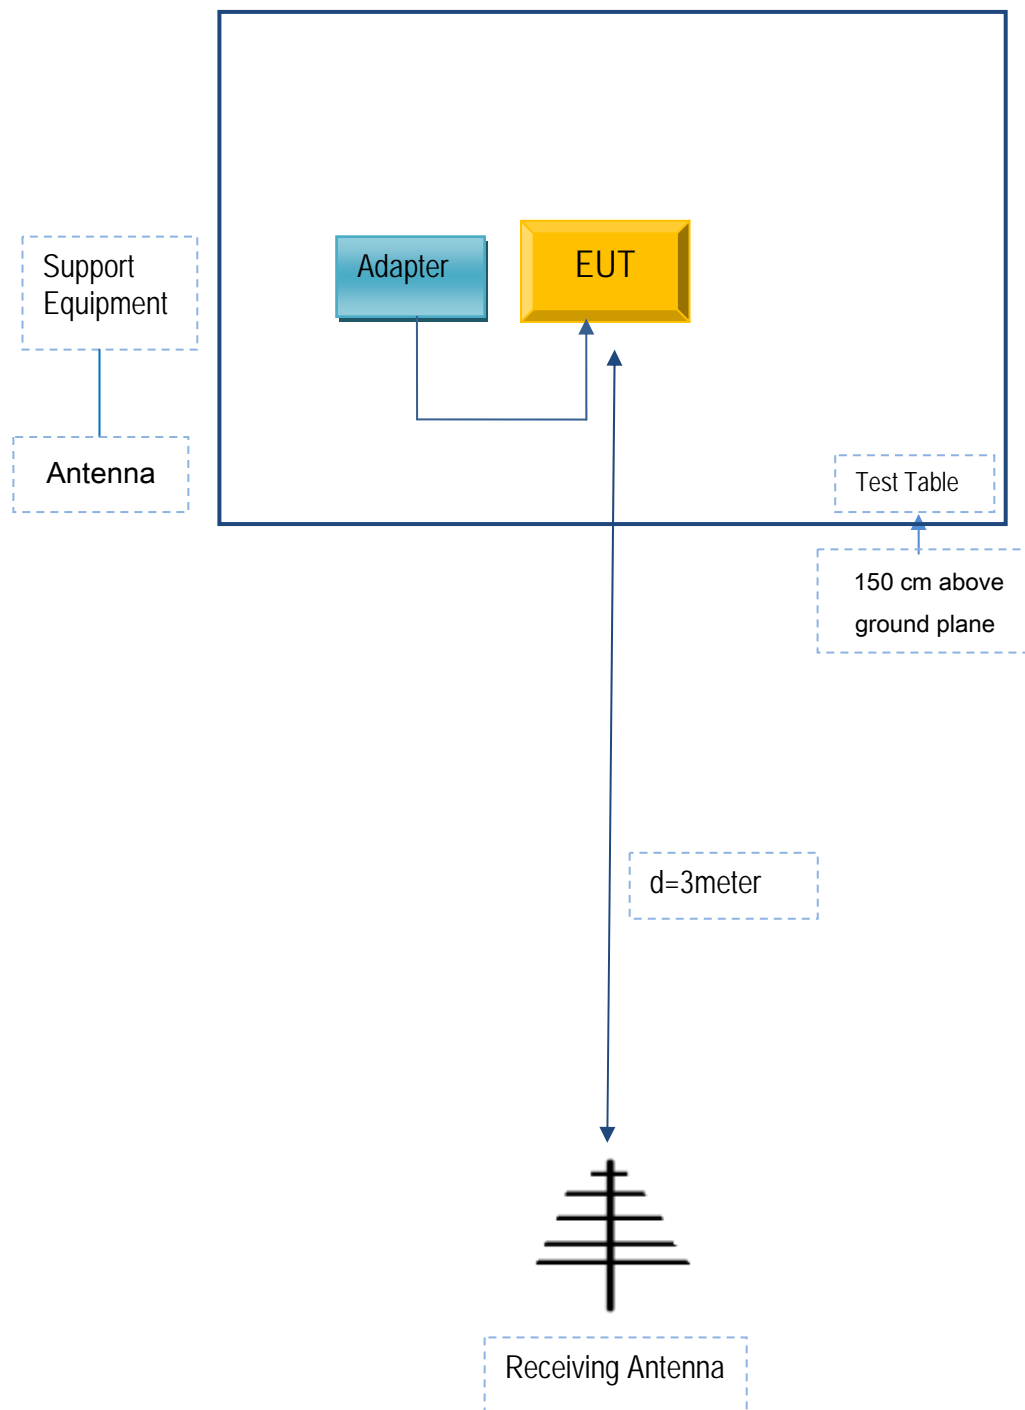 Support
Equipment
Adapter
EUT
Antenna
Test Table
150 cm above
ground plane
d=3meter
Receiving Antenna